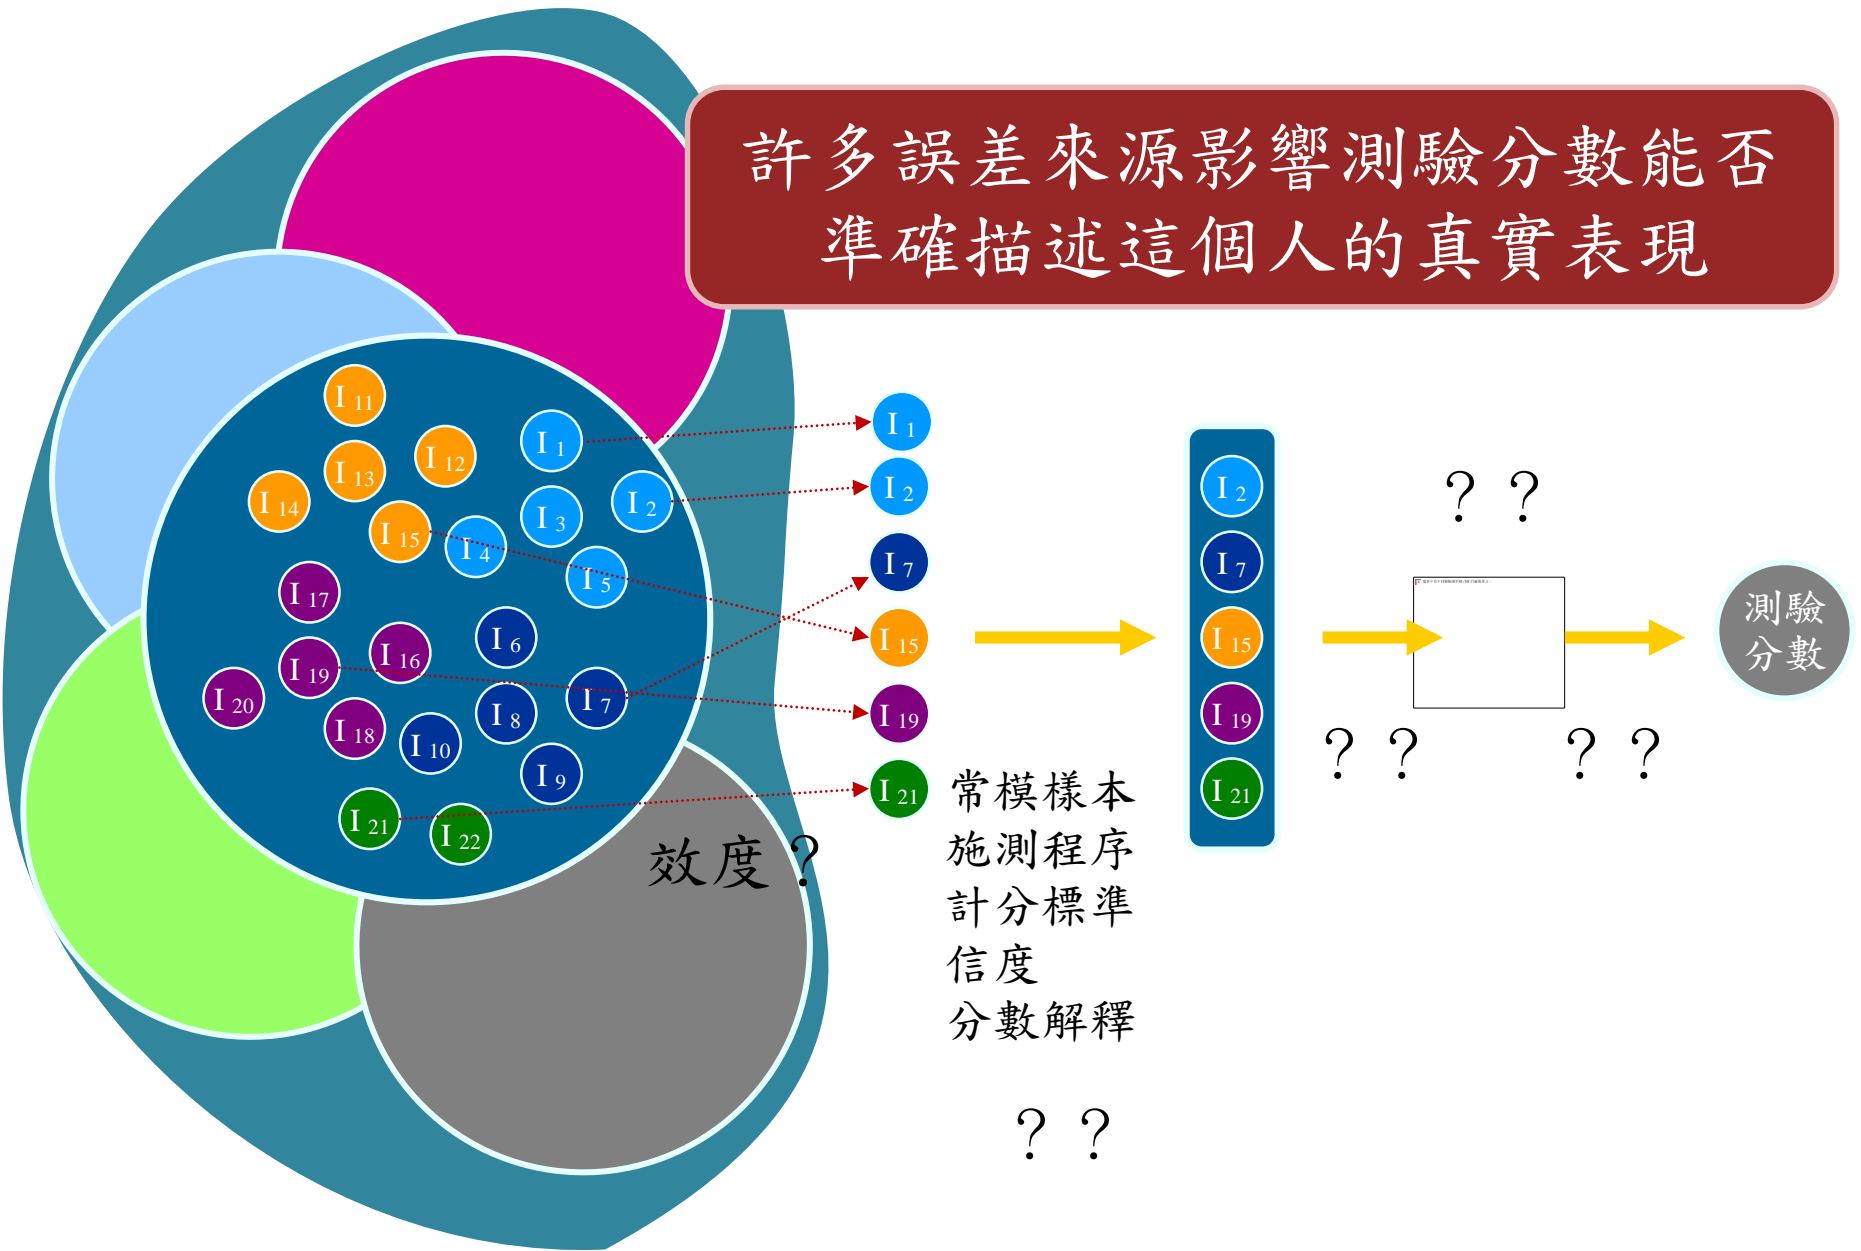 許多誤差來源影響測驗分數能否
準確描述這個人的真實表現
I 11
I 12
I 1
I 13
I 14
I 15
I 4
I 3
I 2
I 5
I 17
I 16
I 6
I 19
I 20
I 18
I 10
I 8
I 7
I 9
I 21
I 22
效度？
I 1
I 2
I 7
I 15
I 19
I 21
常模樣本
施測程序
計分標準
信度
分數解釋
？？
I 2
I 7
I 15
I 19
I 21
？？
？？
？？
測驗
分數